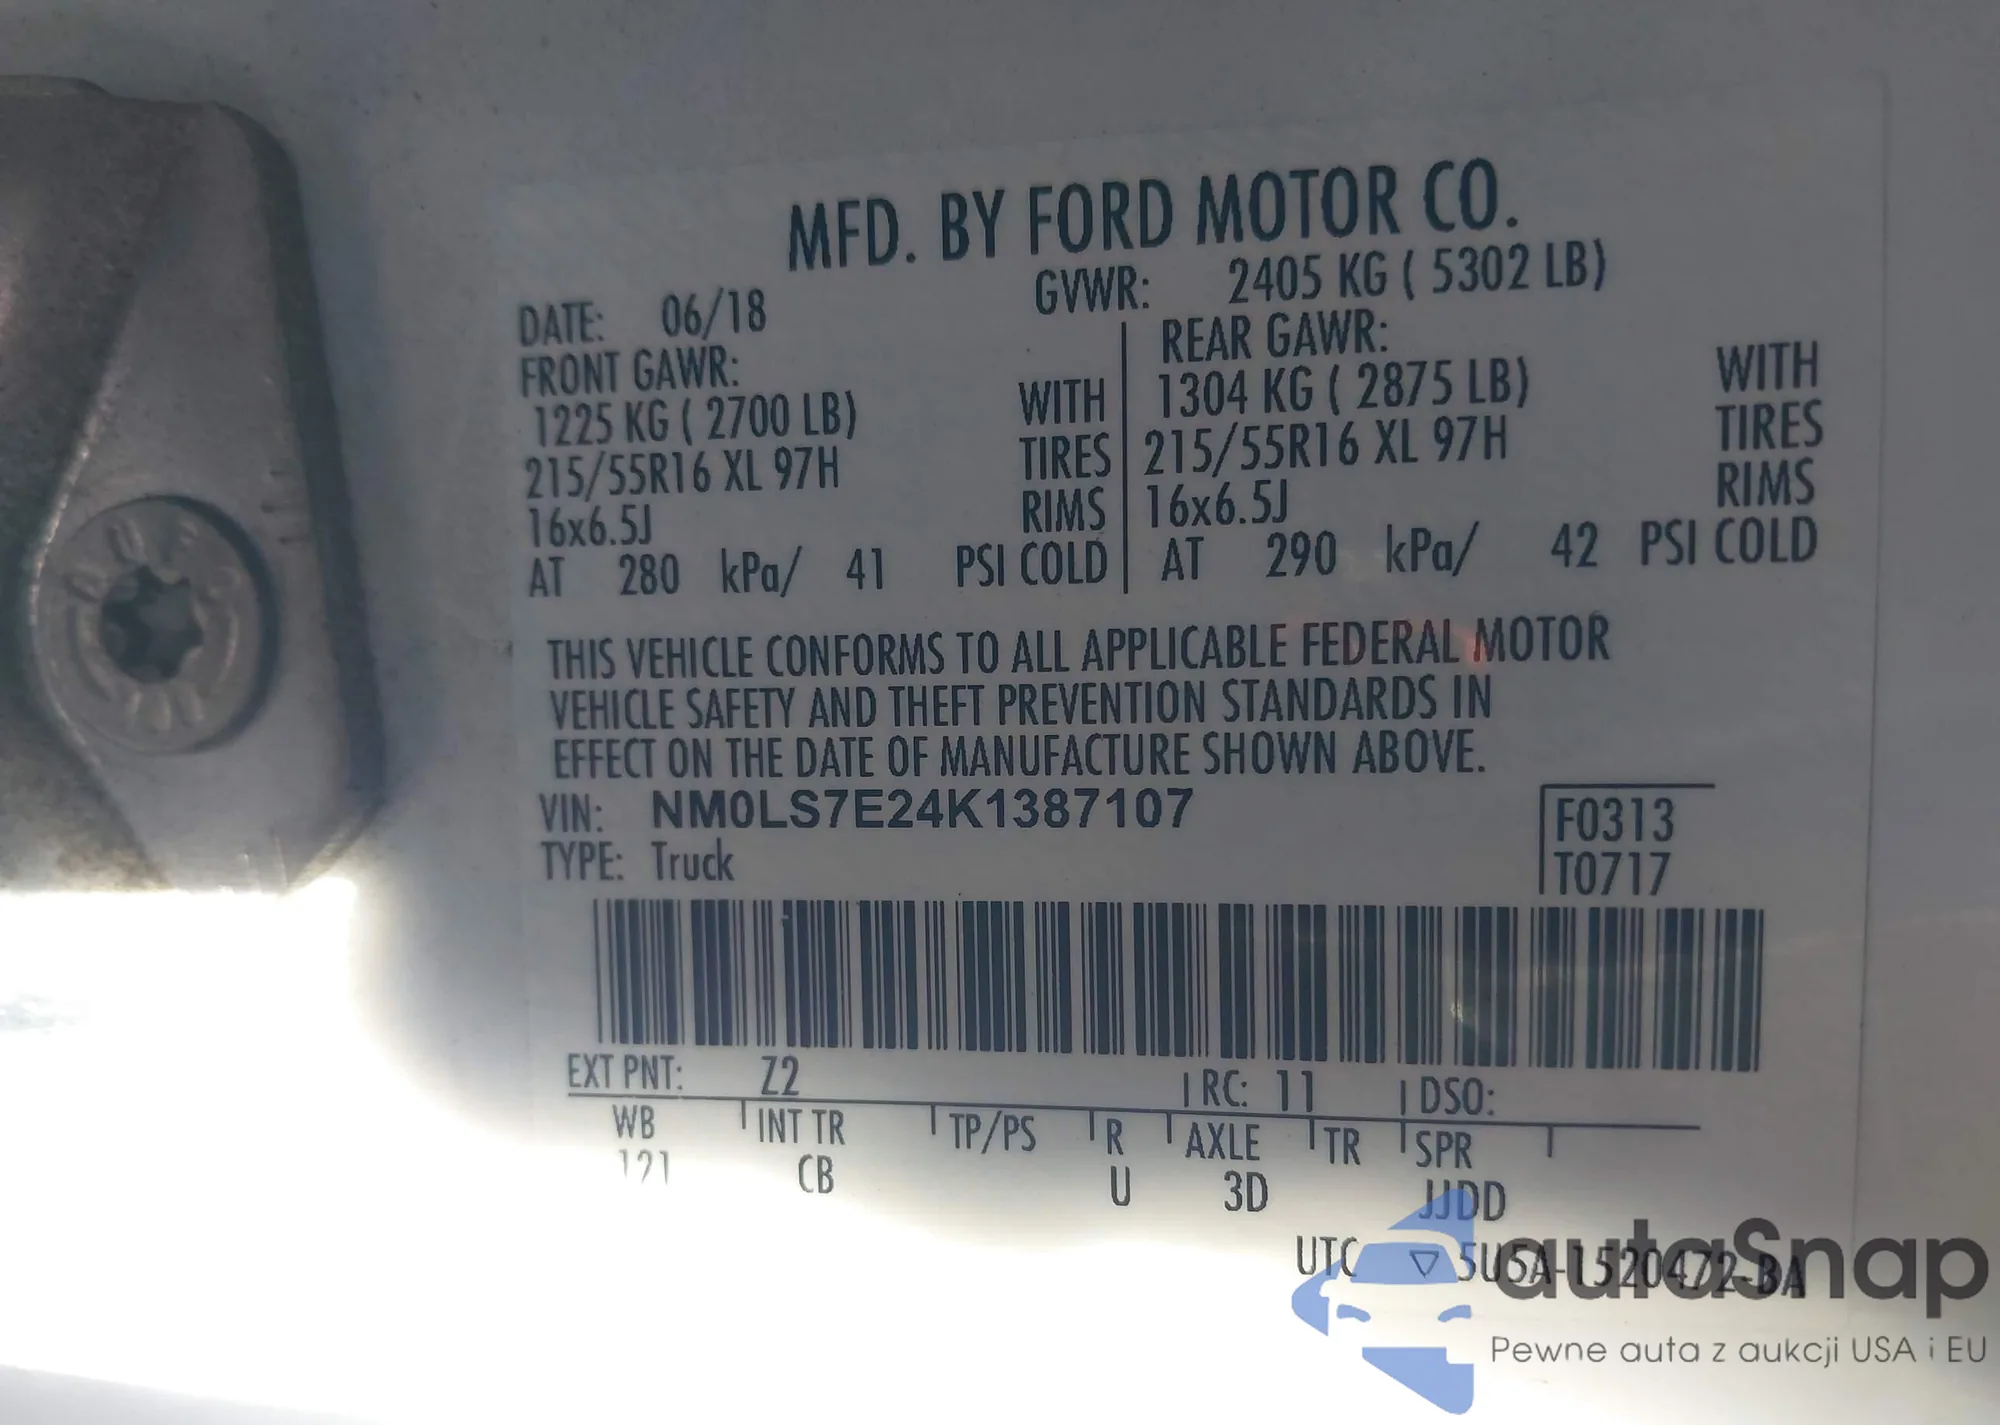 MFD. BY FORD MOTOR CO.
DATE: 06/18 GVWR: 2405 KG ( 5302 LB)
FRONT GAWR: REAR GAWR:
1225 KG ( 2700 LB) WITH 1304 KG ( 2875 LB) WITH
215/55R16 XL 97H TIRES 215/55R16 XL 97H TIRES
16x6.5J RIMS 16x6.5J RIMS
AT 280 kPa/ 41 PSI COLD AT 290 kPa/ 42 PSI COLD
THIS VEHICLE CONFORMS TO ALL APPLICABLE FEDERAL MOTOR
VEHICLE SAFETY AND THEFT PREVENTION STANDARDS IN
EFFECT ON THE DATE OF MANUFACTURE SHOWN ABOVE.
VIN: NM0LS7E24K1387107 F0313
TYPE: Truck T0717
EXT PNT: Z2 RC: 11 DSO:
WB INT TR TP/PS R AXLE TR SPR
121 CB U 3D JJDD
UTC ▽ 5U5A-1520472-BA
autaSnap
Pewne auta z aukcji USA i EU